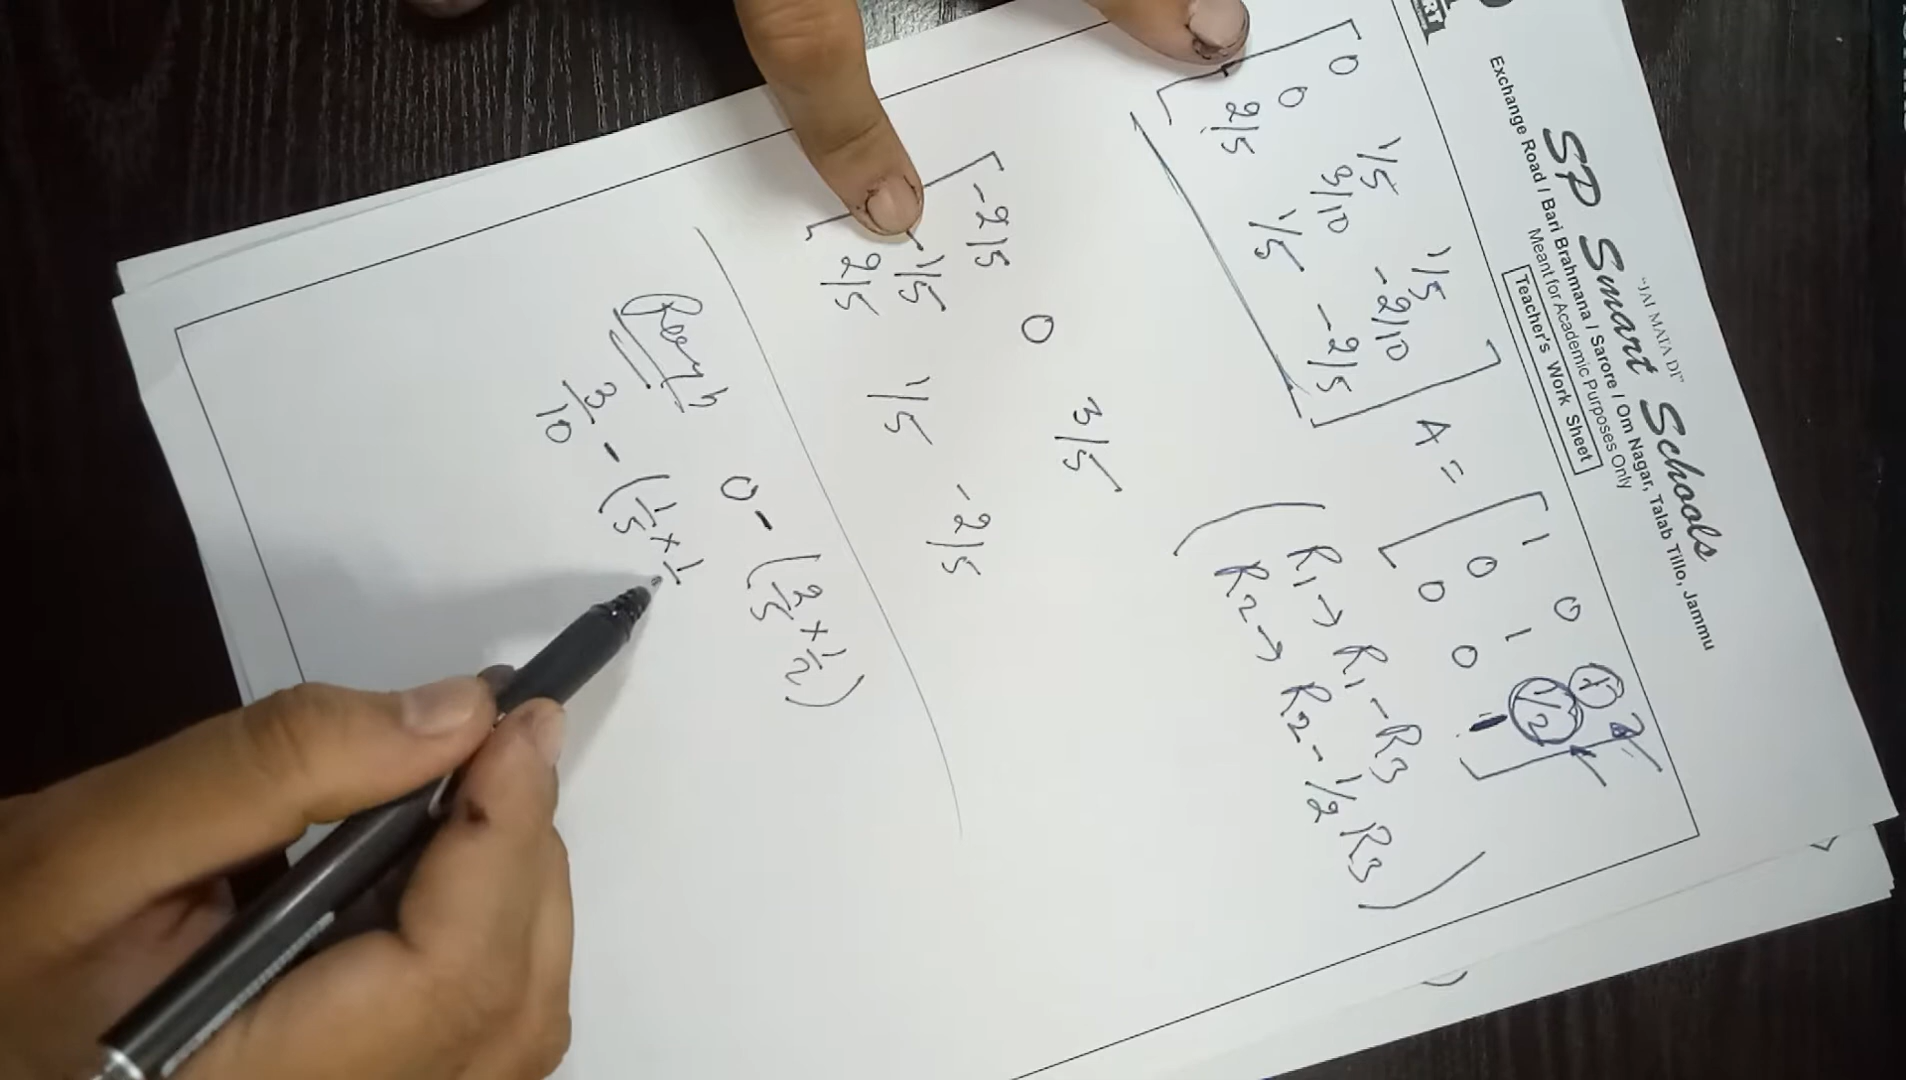 "JAI MATA DI"
SP Smart Schools
Exchange Road / Bari Brahmana / Sarore / Om Nagar, Talab Tillo, Jammu
Meant for Academic Purposes Only
Teacher's Work Sheet
[ 0 1/5 1/5
0 3/10 -2/10
2/5 1/5 -2/5 ] A = [ 1 0
0 1 1/2
0 0 1 ]
( R1 → R1 - R3
R2 → R2 - 1/2 R3 )
[ -2/5 0 3/5
-1/5
2/5 1/5 -2/5
0 - (2/5 × 1/2)
3/10 - (1/5 × 1